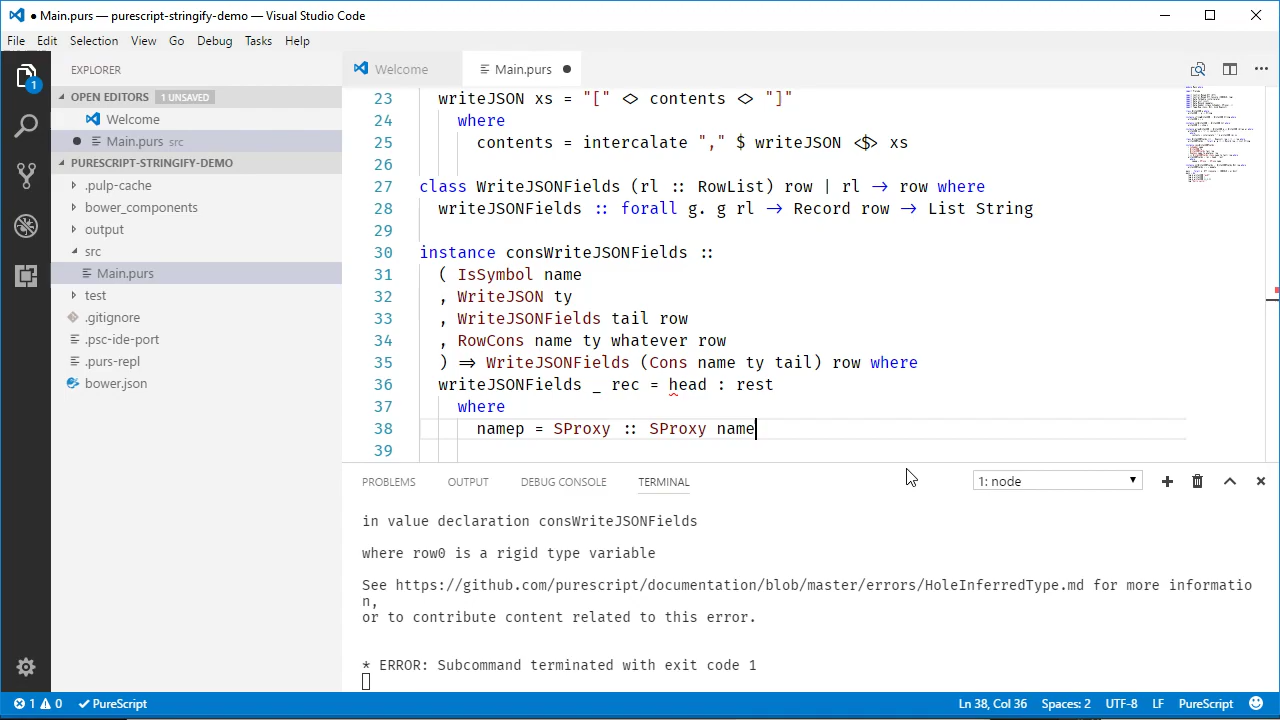 ● Main.purs — purescript-stringify-demo — Visual Studio Code
File Edit Selection View Go Debug Tasks Help
EXPLORER
OPEN EDITORS 1 UNSAVED
Welcome
● Main.purs src
PURESCRIPT-STRINGIFY-DEMO
.pulp-cache
bower_components
output
src
Main.purs
test
.gitignore
.psc-ide-port
.purs-repl
bower.json
1
Welcome Main.purs ●
23 writeJSON xs = "[" <> contents <> "]"
24 where
25 contents = intercalate "," $ writeJSON <$> xs
26
27 class WriteJSONFields (rl :: RowList) row | rl -> row where
28 writeJSONFields :: forall g. g rl -> Record row -> List String
29
30 instance consWriteJSONFields ::
31 ( IsSymbol name
32 , WriteJSON ty
33 , WriteJSONFields tail row
34 , RowCons name ty whatever row
35 ) => WriteJSONFields (Cons name ty tail) row where
36 writeJSONFields _ rec = head : rest
37 where
38 namep = SProxy :: SProxy name
39
PROBLEMS OUTPUT DEBUG CONSOLE TERMINAL 1: node
in value declaration consWriteJSONFields
where row0 is a rigid type variable
See https://github.com/purescript/documentation/blob/master/errors/HoleInferredType.md for more informatio
n,
or to contribute content related to this error.
* ERROR: Subcommand terminated with exit code 1
1 0 PureScript Ln 38, Col 36 Spaces: 2 UTF-8 LF PureScript